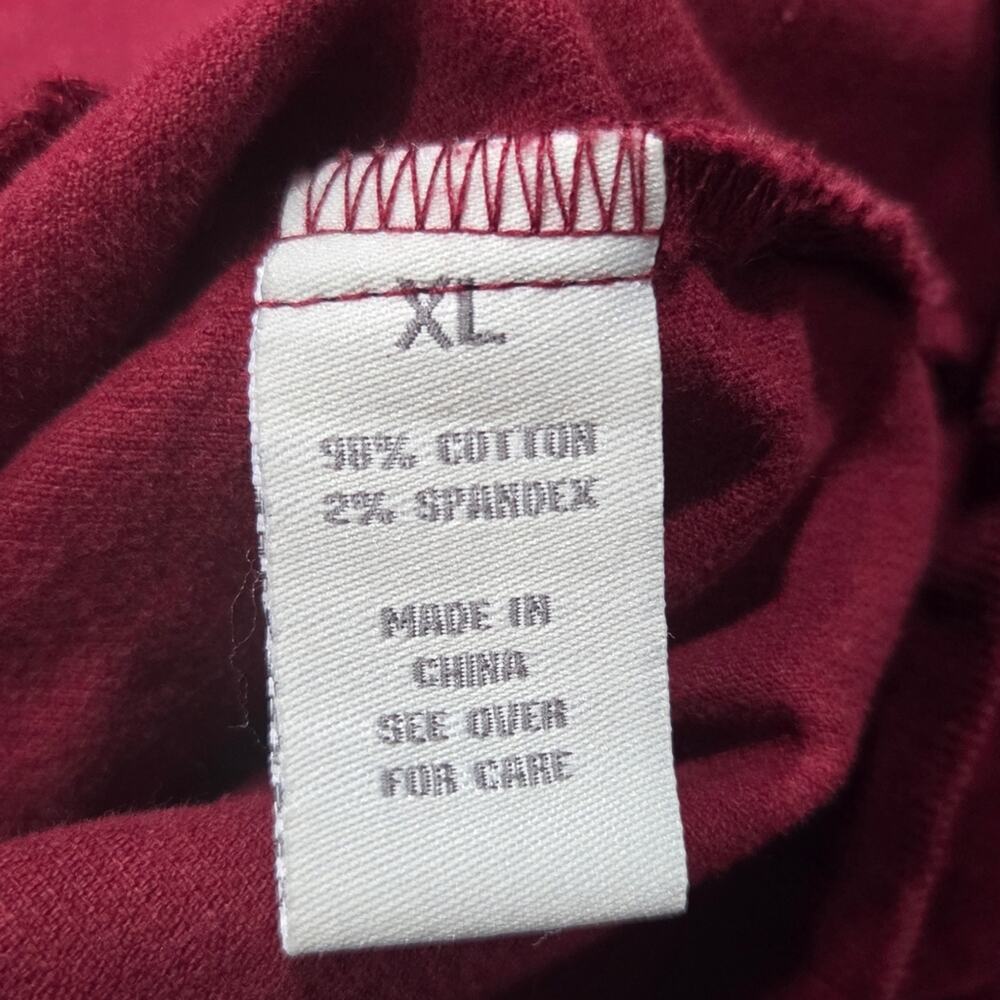 XL
98% COTTON
2% SPANDEX
MADE IN
CHINA
SEE OVER
FOR CARE